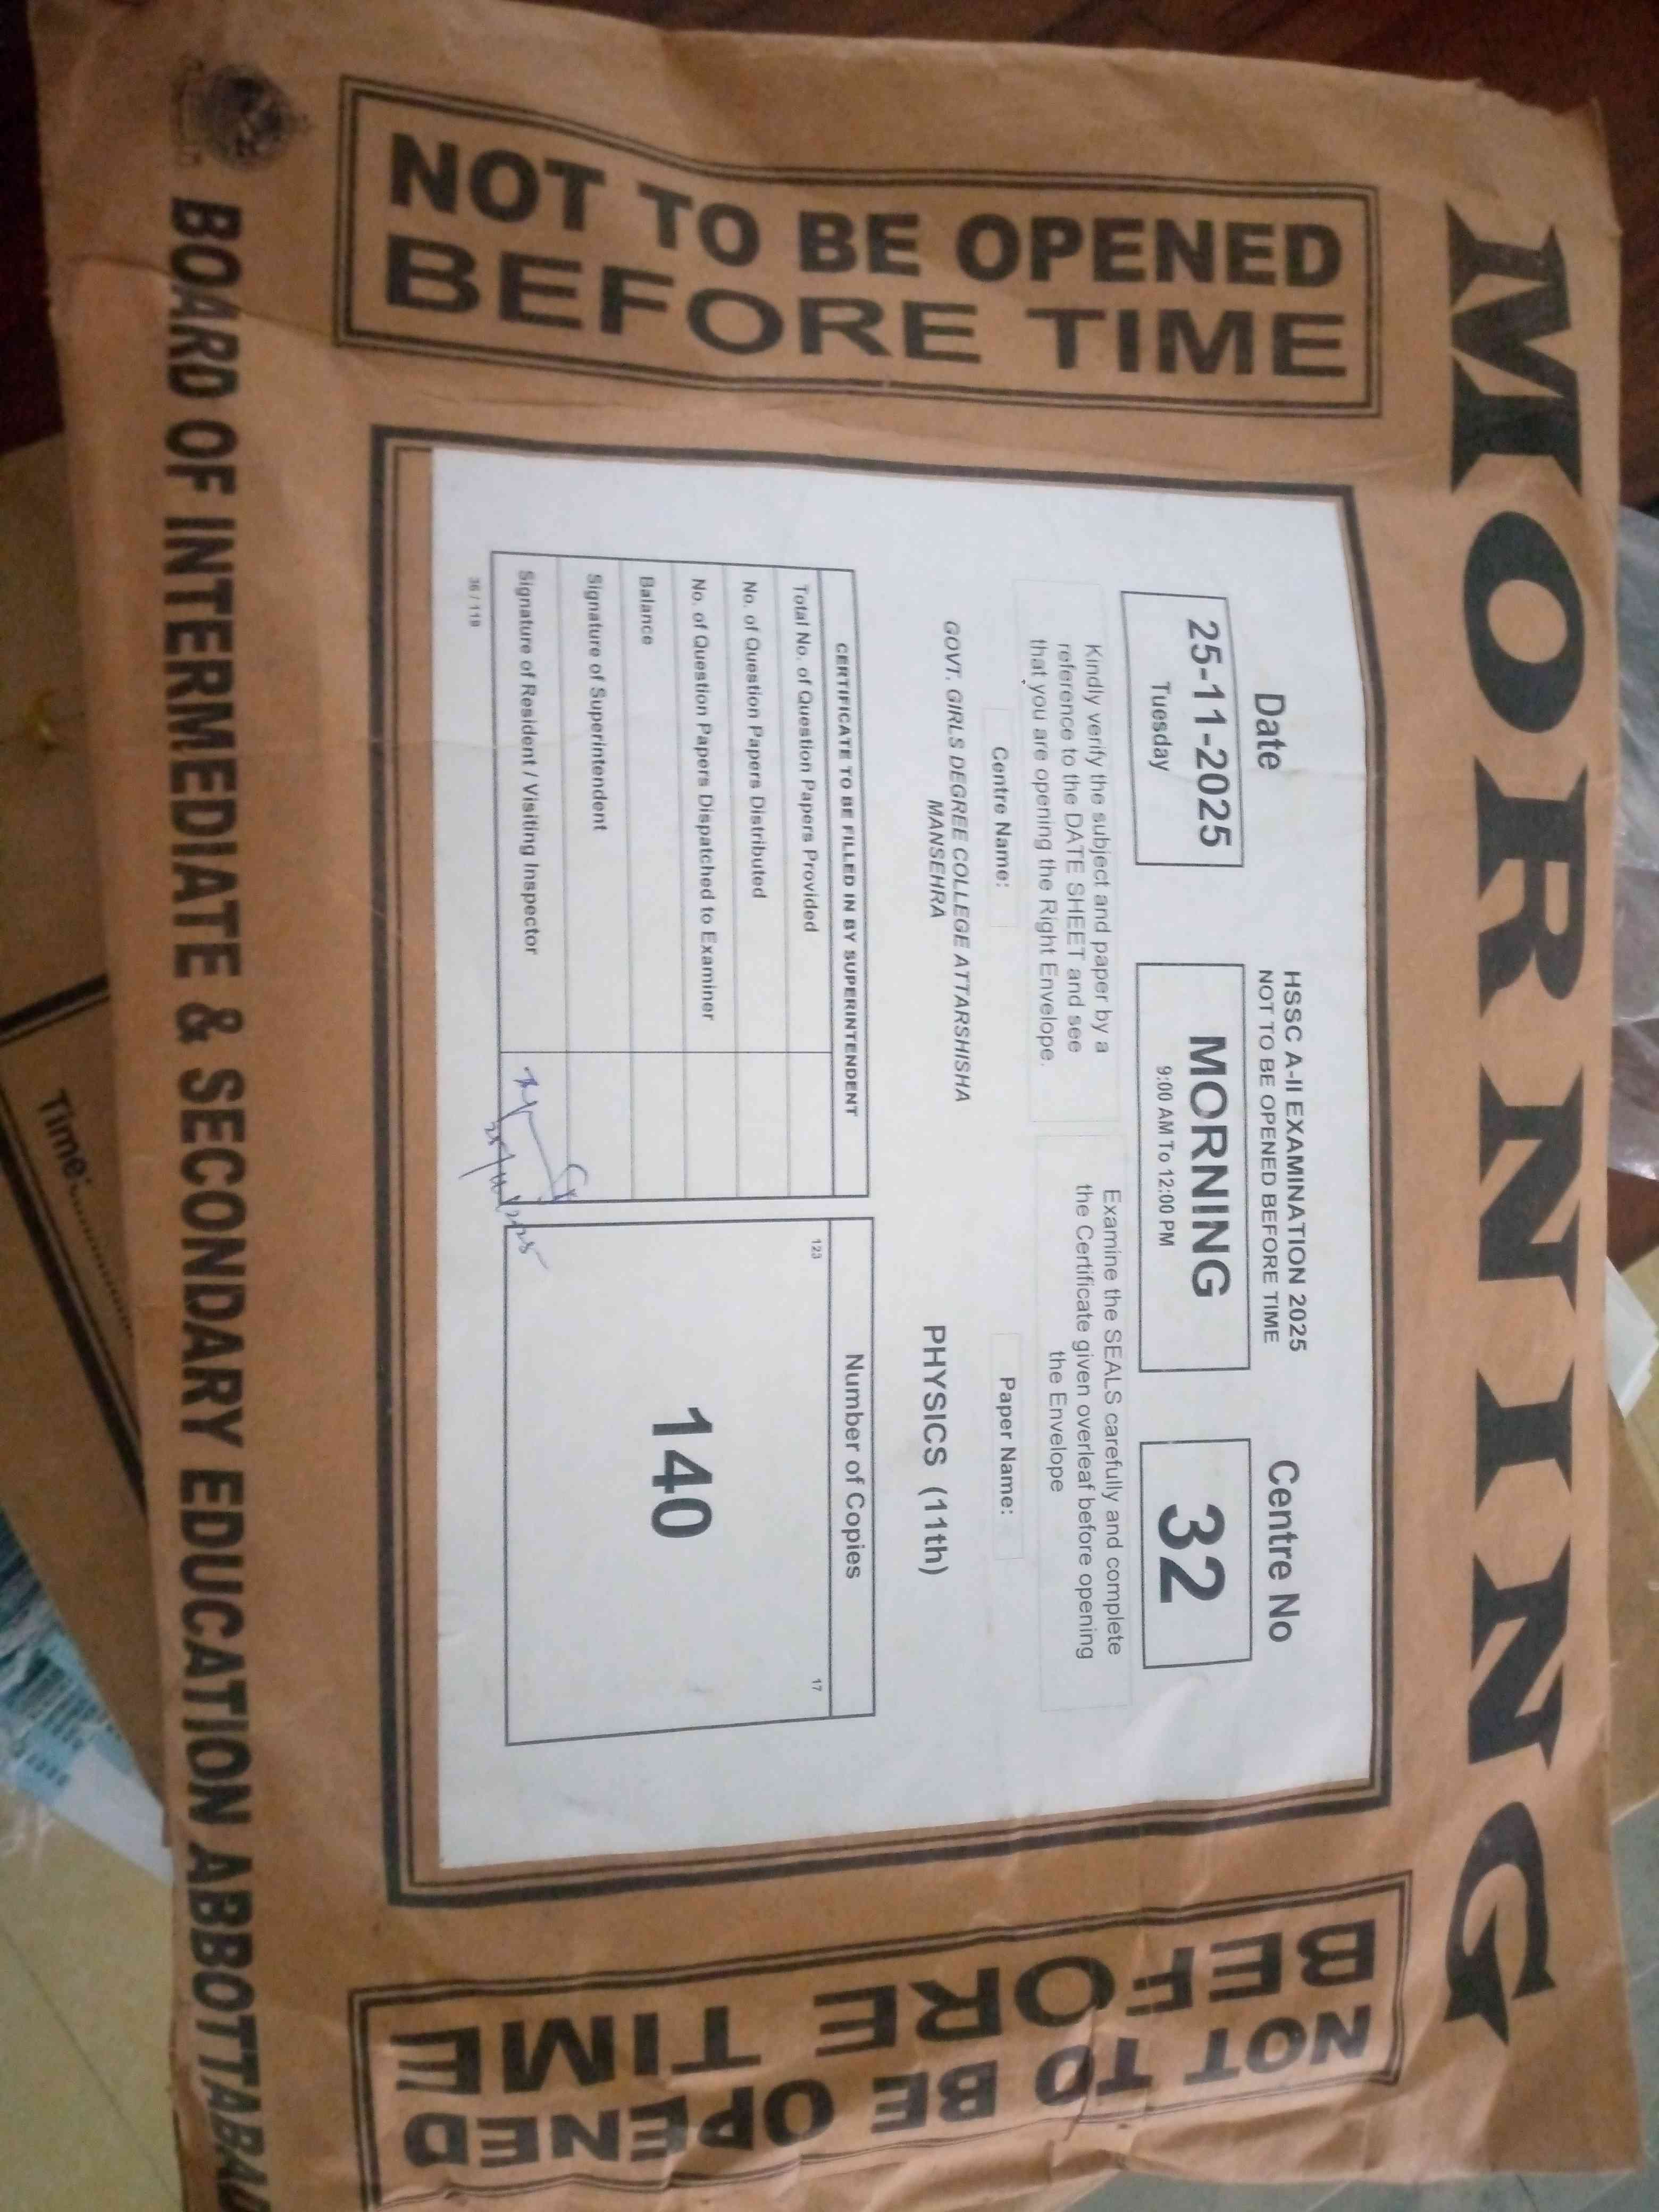 MORNING
NOT TO BE OPENED
BEFORE TIME
HSSC A-II EXAMINATION 2025
NOT TO BE OPENED BEFORE TIME
Date
25-11-2025
Tuesday
MORNING
9:00 AM To 12:00 PM
Centre No
32
Kindly verify the subject and paper by a
reference to the DATE SHEET and see
that you are opening the Right Envelope.
Examine the SEALS carefully and complete
the Certificate given overleaf before opening
the Envelope
Centre Name:
GOVT. GIRLS DEGREE COLLEGE ATTARSHISHA
MANSEHRA
Paper Name:
PHYSICS (11th)
CERTIFICATE TO BE FILLED IN BY SUPERINTENDENT
Total No. of Question Papers Provided
No. of Question Papers Distributed
No. of Question Papers Dispatched to Examiner
Balance
Signature of Superintendent
Signature of Resident / Visiting Inspector
36 / 119
Number of Copies
123
17
140
NOT TO BE OPENED
BEFORE TIME
BOARD OF INTERMEDIATE & SECONDARY EDUCATION ABBOTTABAD
Time: